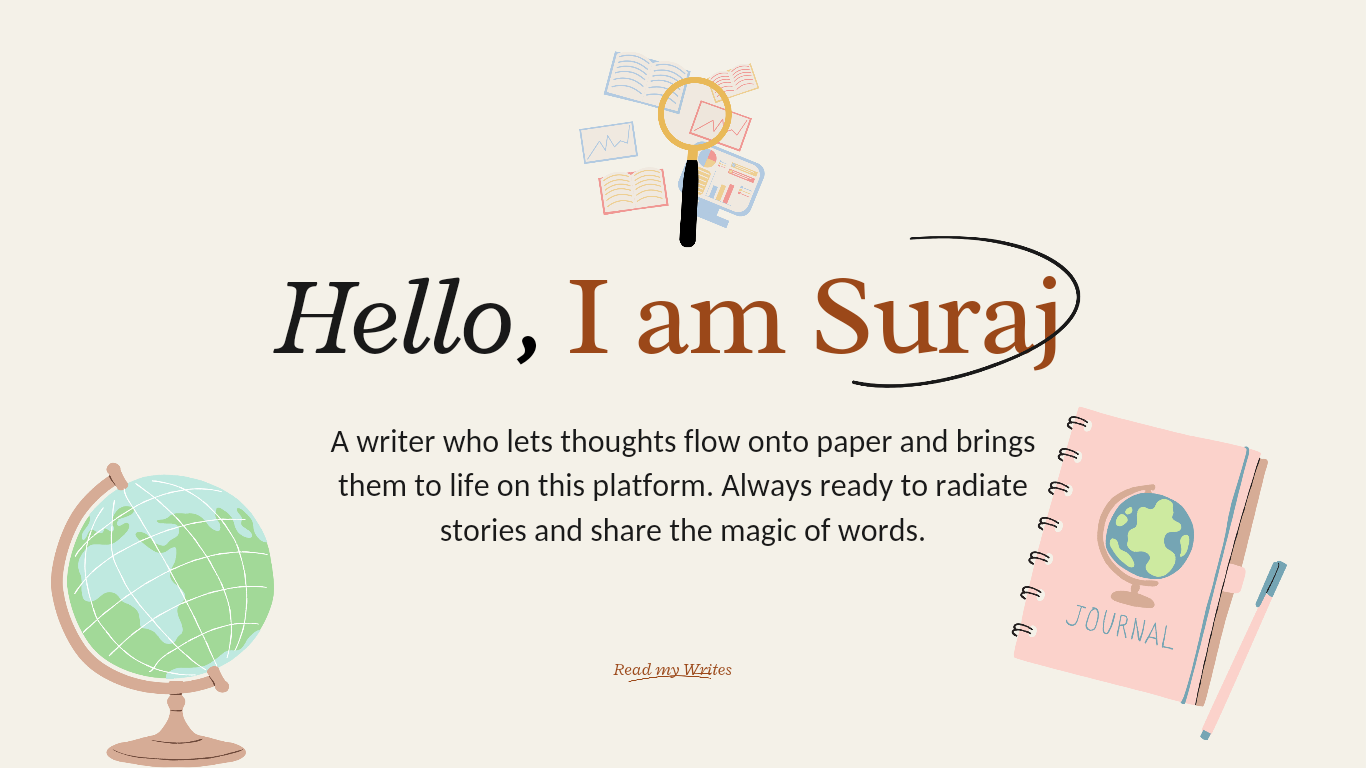 Hello, I am Suraj
A writer who lets thoughts flow onto paper and brings
them to life on this platform. Always ready to radiate
stories and share the magic of words.
JOURNAL
Read my Writes